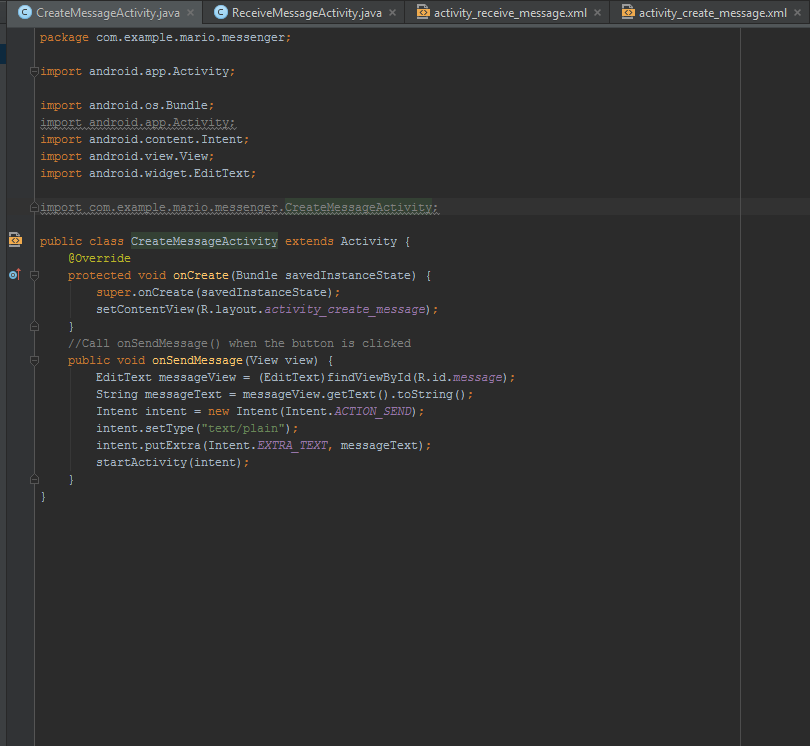 CreateMessageActivity.java × ReceiveMessageActivity.java × activity_receive_message.xml × activity_create_message.xml ×
package com.example.mario.messenger;
import android.app.Activity;
import android.os.Bundle;
import android.app.Activity;
import android.content.Intent;
import android.view.View;
import android.widget.EditText;
import com.example.mario.messenger.CreateMessageActivity;
public class CreateMessageActivity extends Activity {
@Override
protected void onCreate(Bundle savedInstanceState) {
super.onCreate(savedInstanceState);
setContentView(R.layout.activity_create_message);
}
//Call onSendMessage() when the button is clicked
public void onSendMessage(View view) {
EditText messageView = (EditText)findViewById(R.id.message);
String messageText = messageView.getText().toString();
Intent intent = new Intent(Intent.ACTION_SEND);
intent.setType("text/plain");
intent.putExtra(Intent.EXTRA_TEXT, messageText);
startActivity(intent);
}
}